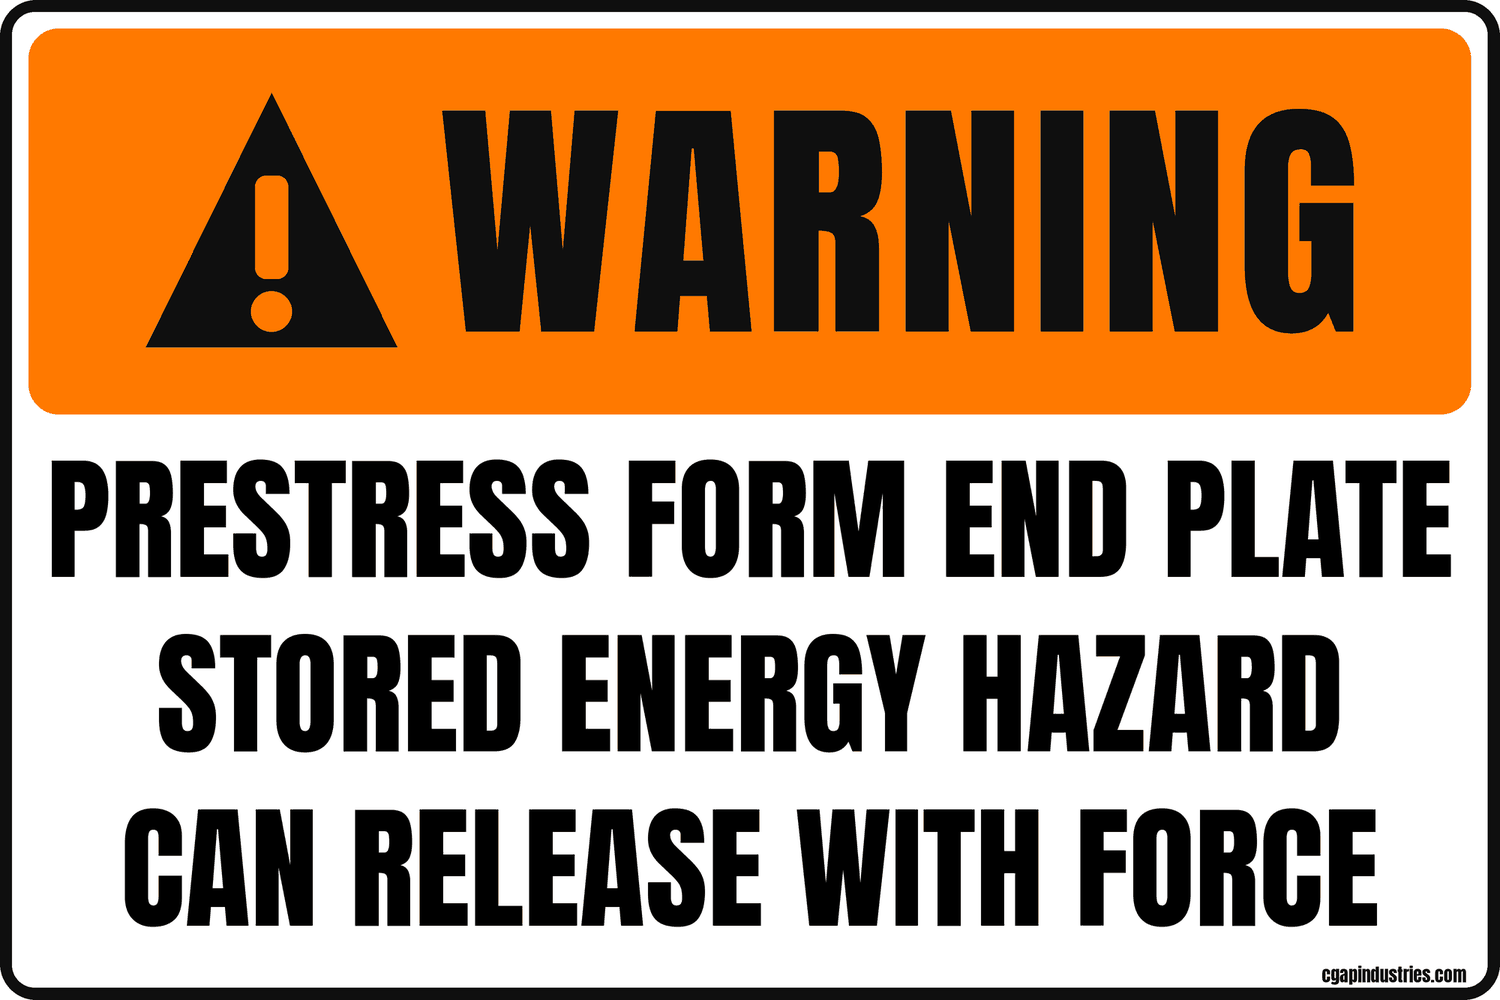 WARNING
PRESTRESS FORM END PLATE
STORED ENERGY HAZARD
CAN RELEASE WITH FORCE
cgapindustries.com